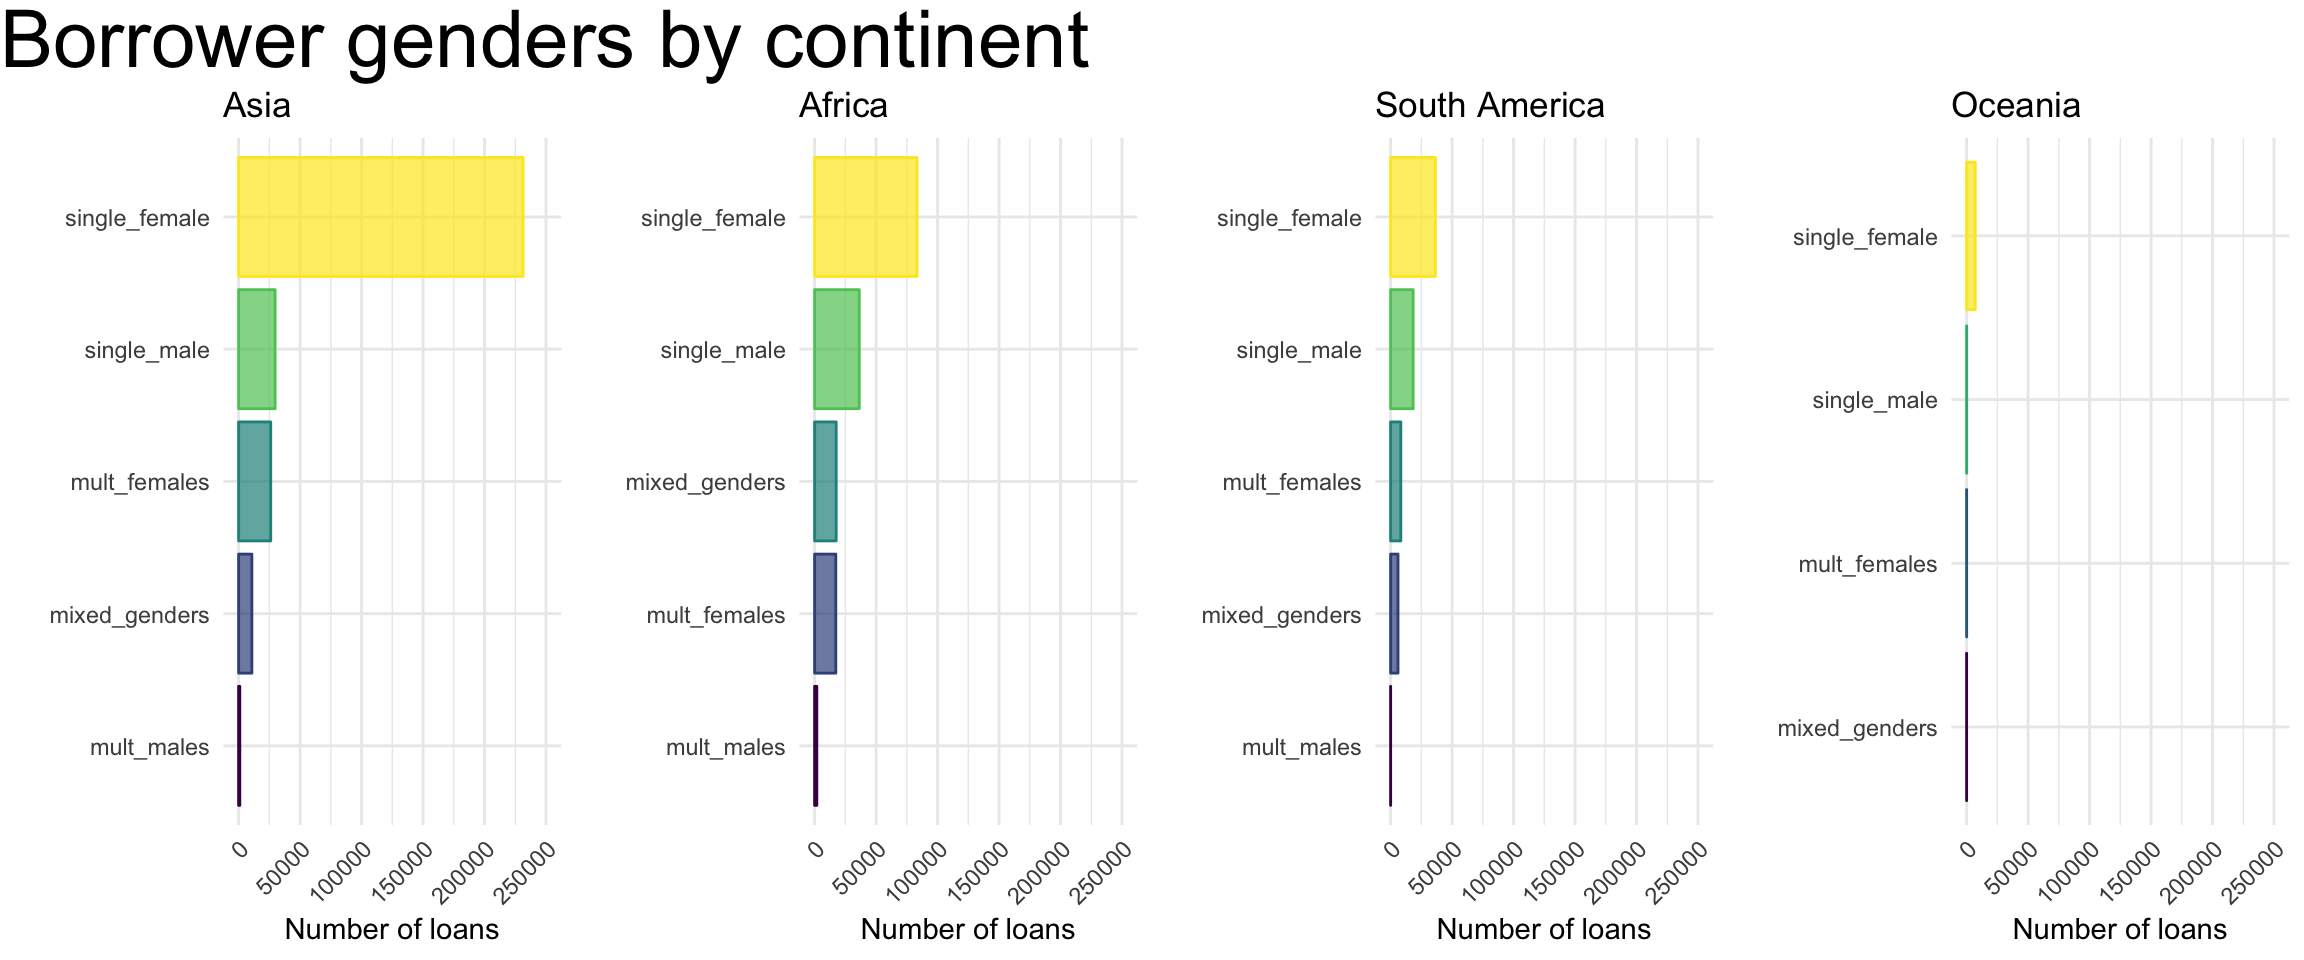 Borrower genders by continent
Asia
single_female
single_male
mult_females
mixed_genders
mult_males
0 50000 100000 150000 200000 250000
Number of loans
Africa
single_female
single_male
mixed_genders
mult_females
mult_males
0 50000 100000 150000 200000 250000
Number of loans
South America
single_female
single_male
mult_females
mixed_genders
mult_males
0 50000 100000 150000 200000 250000
Number of loans
Oceania
single_female
single_male
mult_females
mixed_genders
0 50000 100000 150000 200000 250000
Number of loans